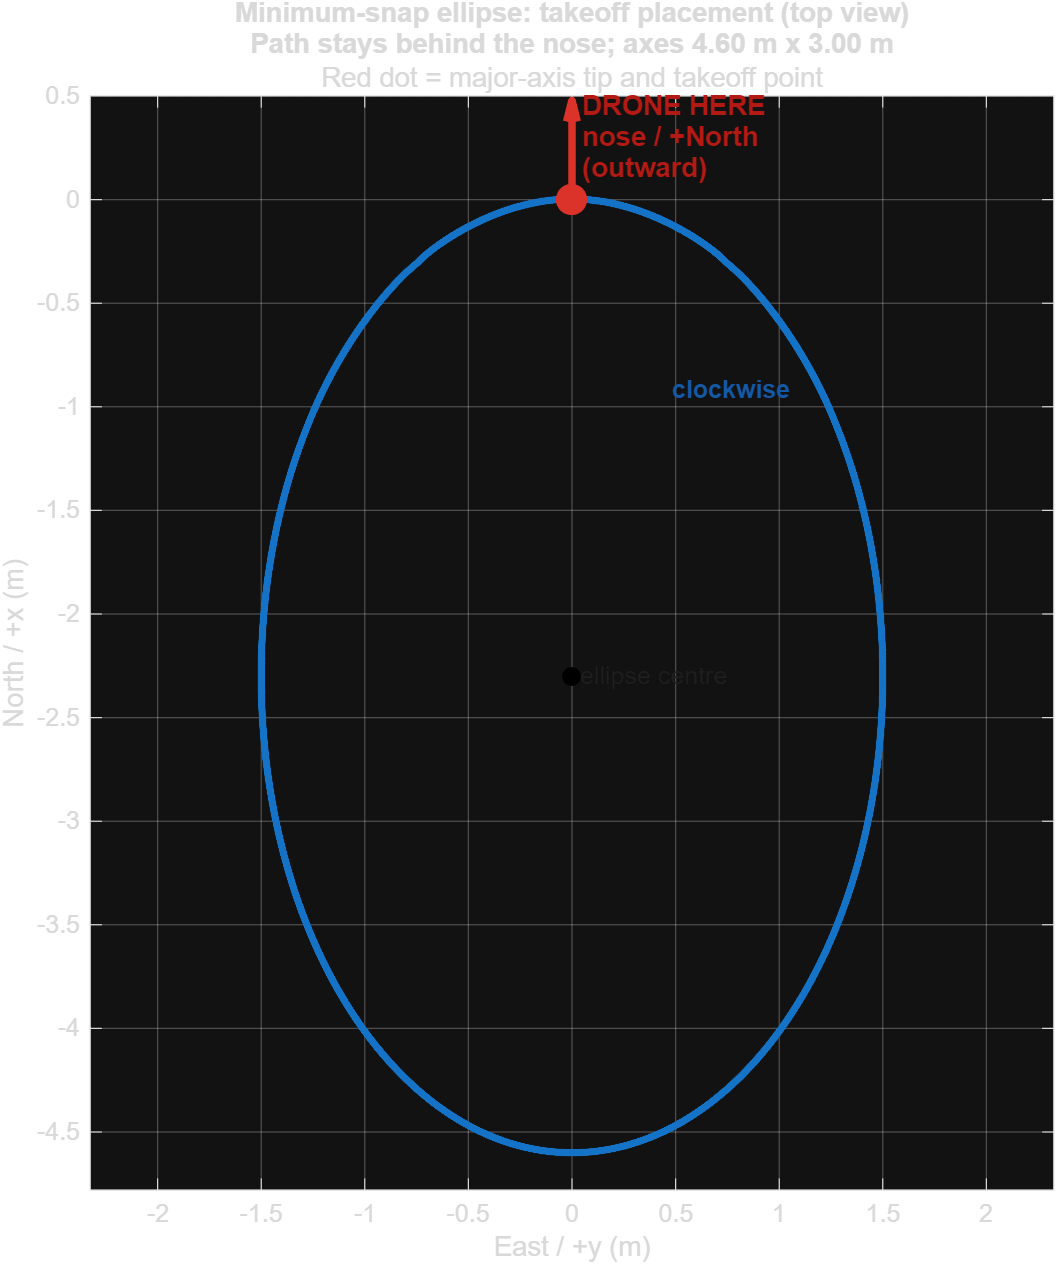 Minimum-snap ellipse: takeoff placement (top view)
Path stays behind the nose; axes 4.60 m x 3.00 m
Red dot = major-axis tip and takeoff point
0.5
DRONE HERE
nose / +North
(outward)
0
-0.5
clockwise
-1
-1.5
-2
North / +x (m)
ellipse centre
-2.5
-3
-3.5
-4
-4.5
-2
-1.5
-1
-0.5
0
0.5
1
1.5
2
East / +y (m)